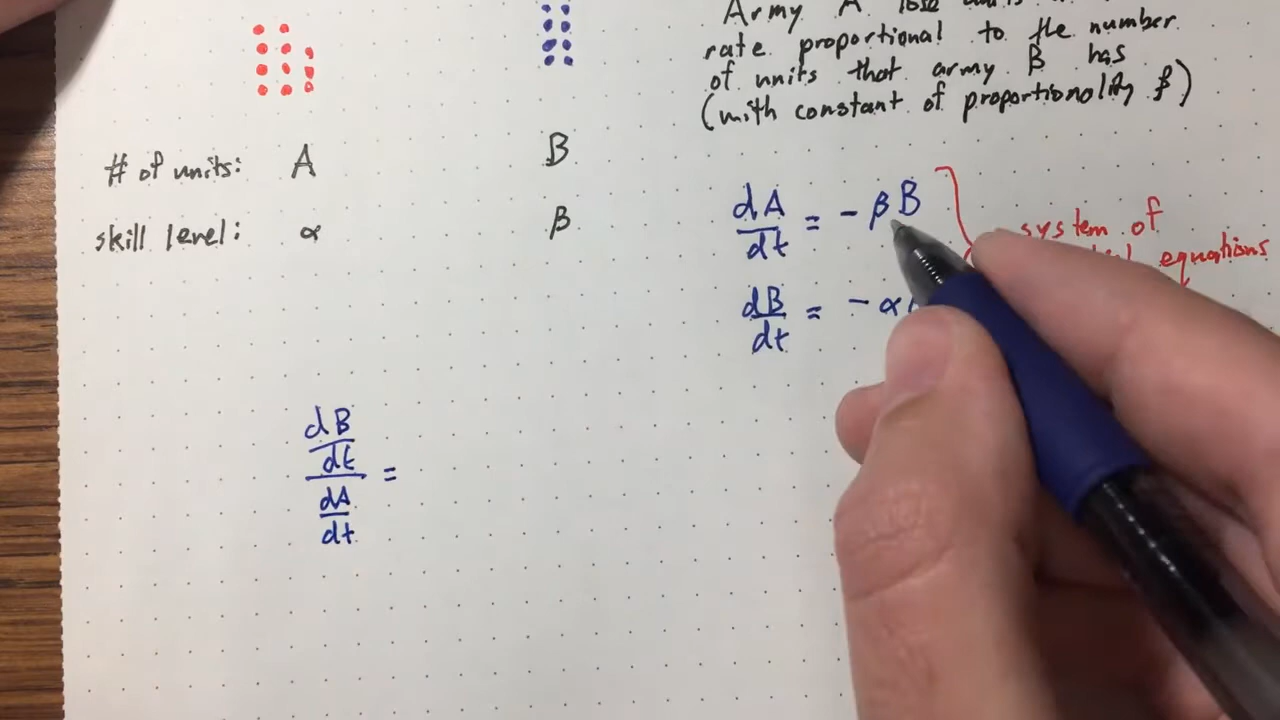 Army A
rate proportional to the number
of units that army B has
(with constant of proportionality β)
# of units: A B
skill level: α β
dA/dt = - βB
dB/dt = - α
system of
equations
dB/dt / dA/dt =